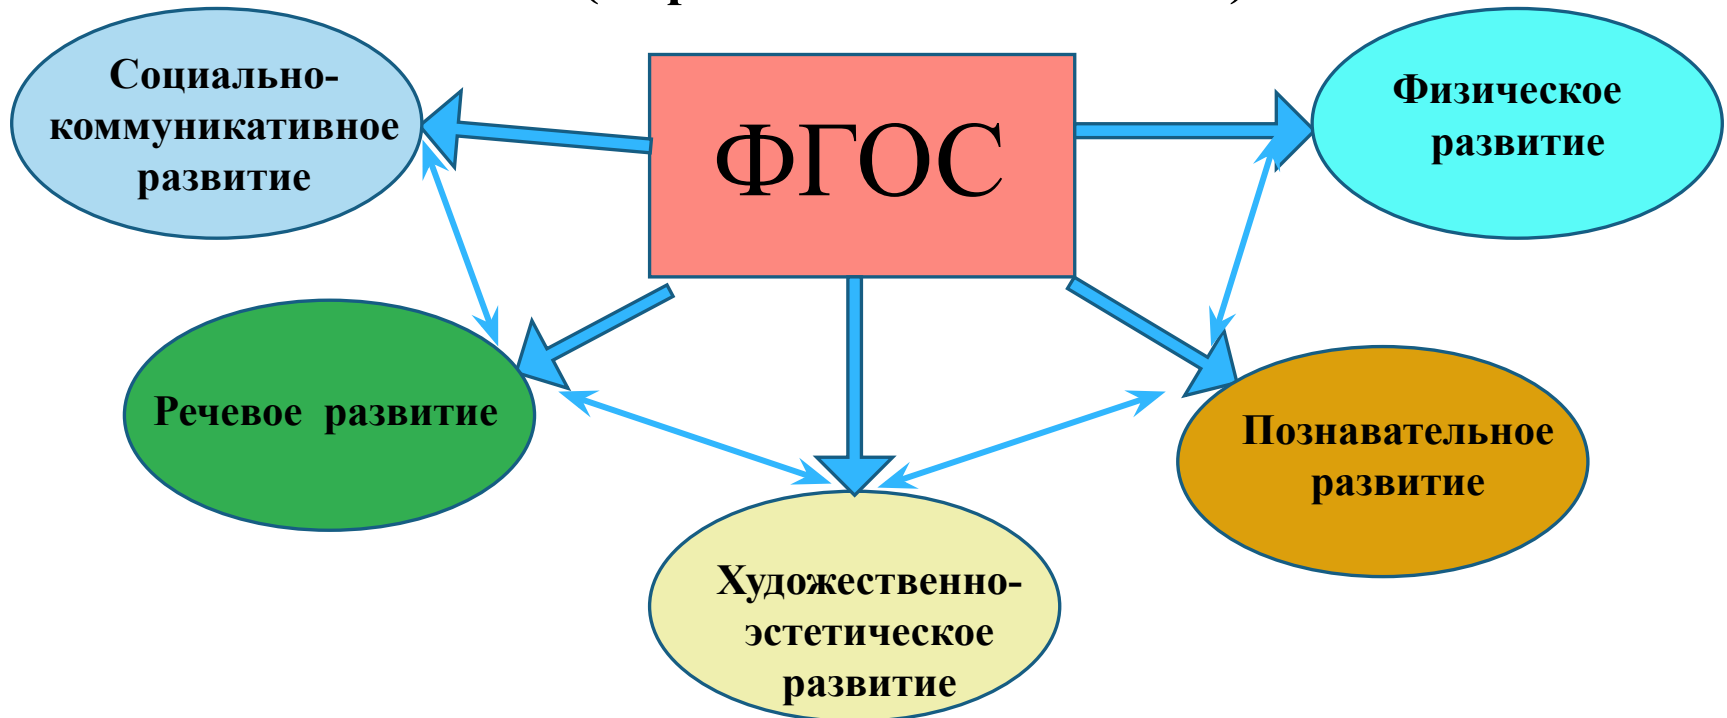 Социально-
коммуникативное
развитие
ФГОС
Физическое
развитие
Речевое развитие
Познавательное
развитие
Художественно-
эстетическое
развитие